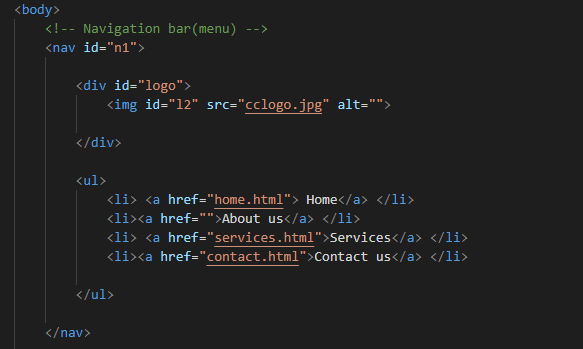 <body>
<!-- Navigation bar(menu) -->
<nav id="n1">
<div id="logo">
<img id="l2" src="cclogo.jpg" alt="">
</div>
<ul>
<li> <a href="home.html"> Home</a> </li>
<li><a href="">About us</a> </li>
<li> <a href="services.html">Services</a> </li>
<li><a href="contact.html">Contact us</a> </li>
</ul>
</nav>